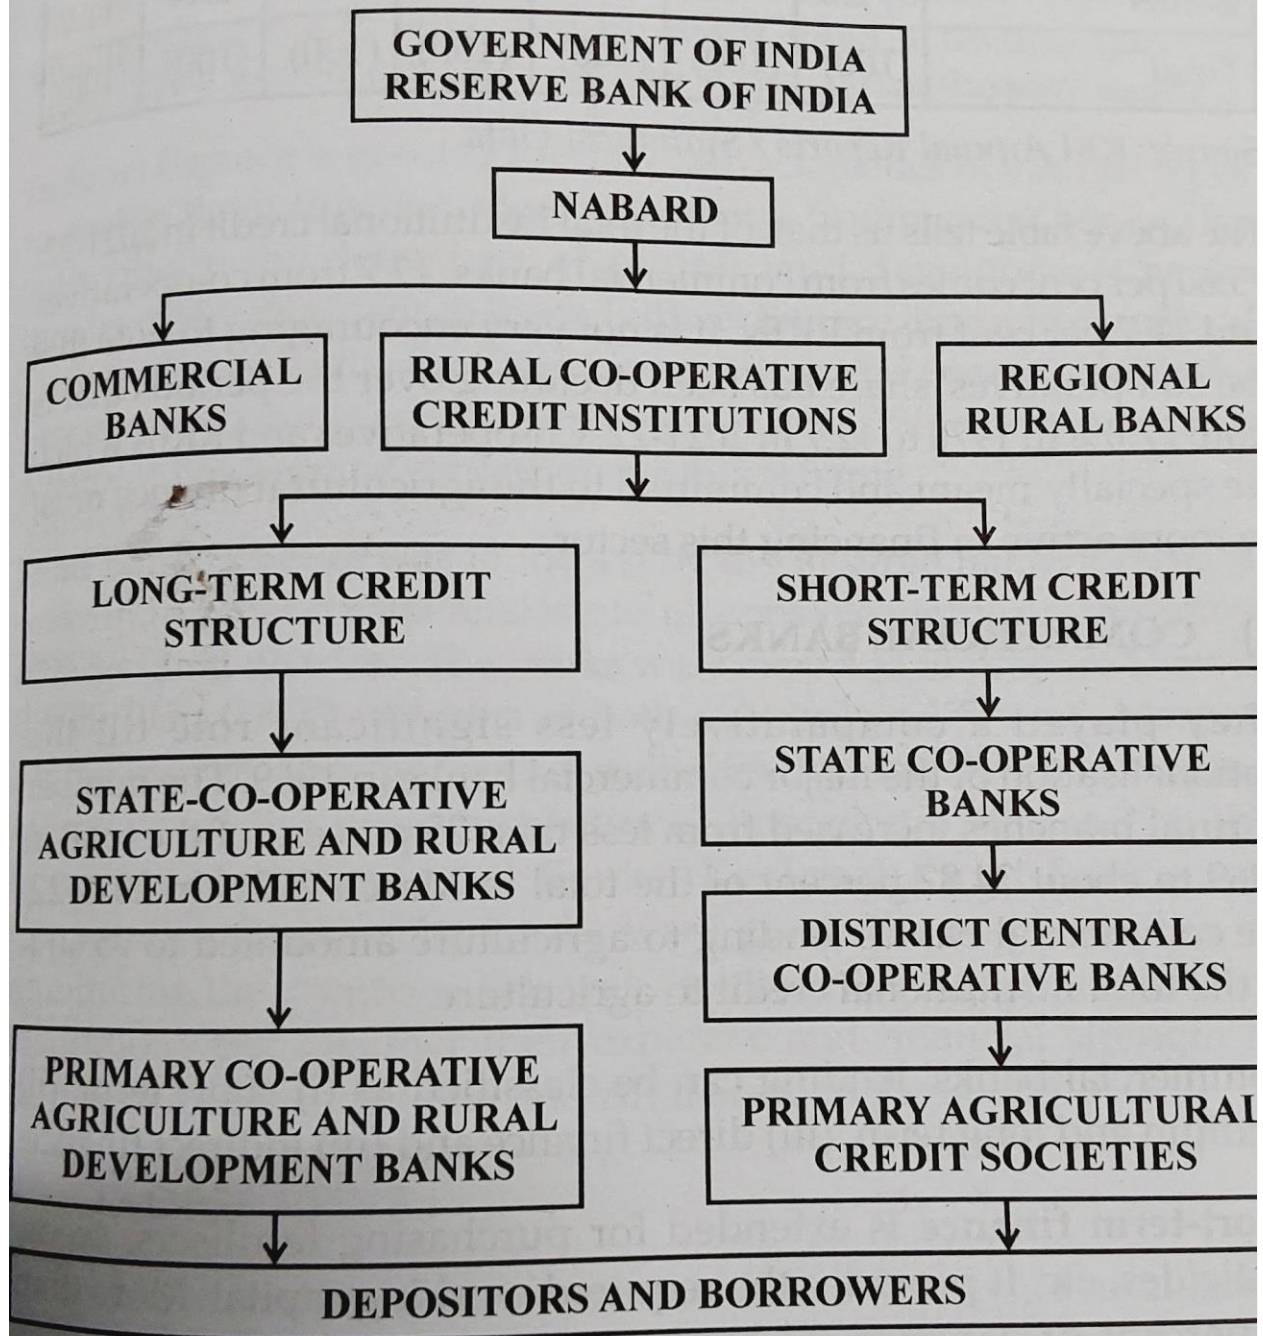 GOVERNMENT OF INDIA
RESERVE BANK OF INDIA
NABARD
COMMERCIAL
BANKS
RURAL CO-OPERATIVE
CREDIT INSTITUTIONS
REGIONAL
RURAL BANKS
LONG-TERM CREDIT
STRUCTURE
SHORT-TERM CREDIT
STRUCTURE
STATE-CO-OPERATIVE
AGRICULTURE AND RURAL
DEVELOPMENT BANKS
STATE CO-OPERATIVE
BANKS
DISTRICT CENTRAL
CO-OPERATIVE BANKS
PRIMARY CO-OPERATIVE
AGRICULTURE AND RURAL
DEVELOPMENT BANKS
PRIMARY AGRICULTURAL
CREDIT SOCIETIES
DEPOSITORS AND BORROWERS